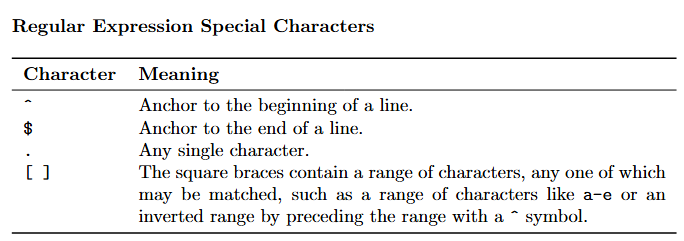 Regular Expression Special Characters
Character Meaning
^ Anchor to the beginning of a line.
$ Anchor to the end of a line.
. Any single character.
[ ] The square braces contain a range of characters, any one of which
may be matched, such as a range of characters like a-e or an
inverted range by preceding the range with a ^ symbol.